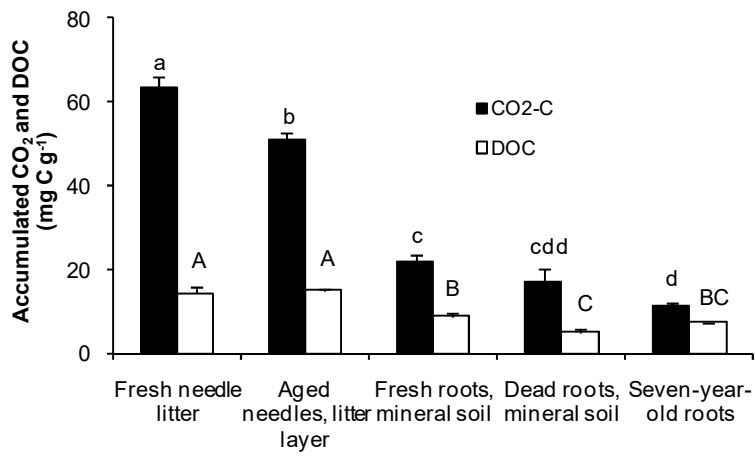 Accumulated CO2 and DOC
(mg C g-1)
80
60
40
20
0
a
b
c
cdd
d
A
A
B
C
BC
CO2-C
DOC
Fresh needle
litter
Aged
needles, litter
layer
Fresh roots,
mineral soil
Dead roots,
mineral soil
Seven-year-
old roots